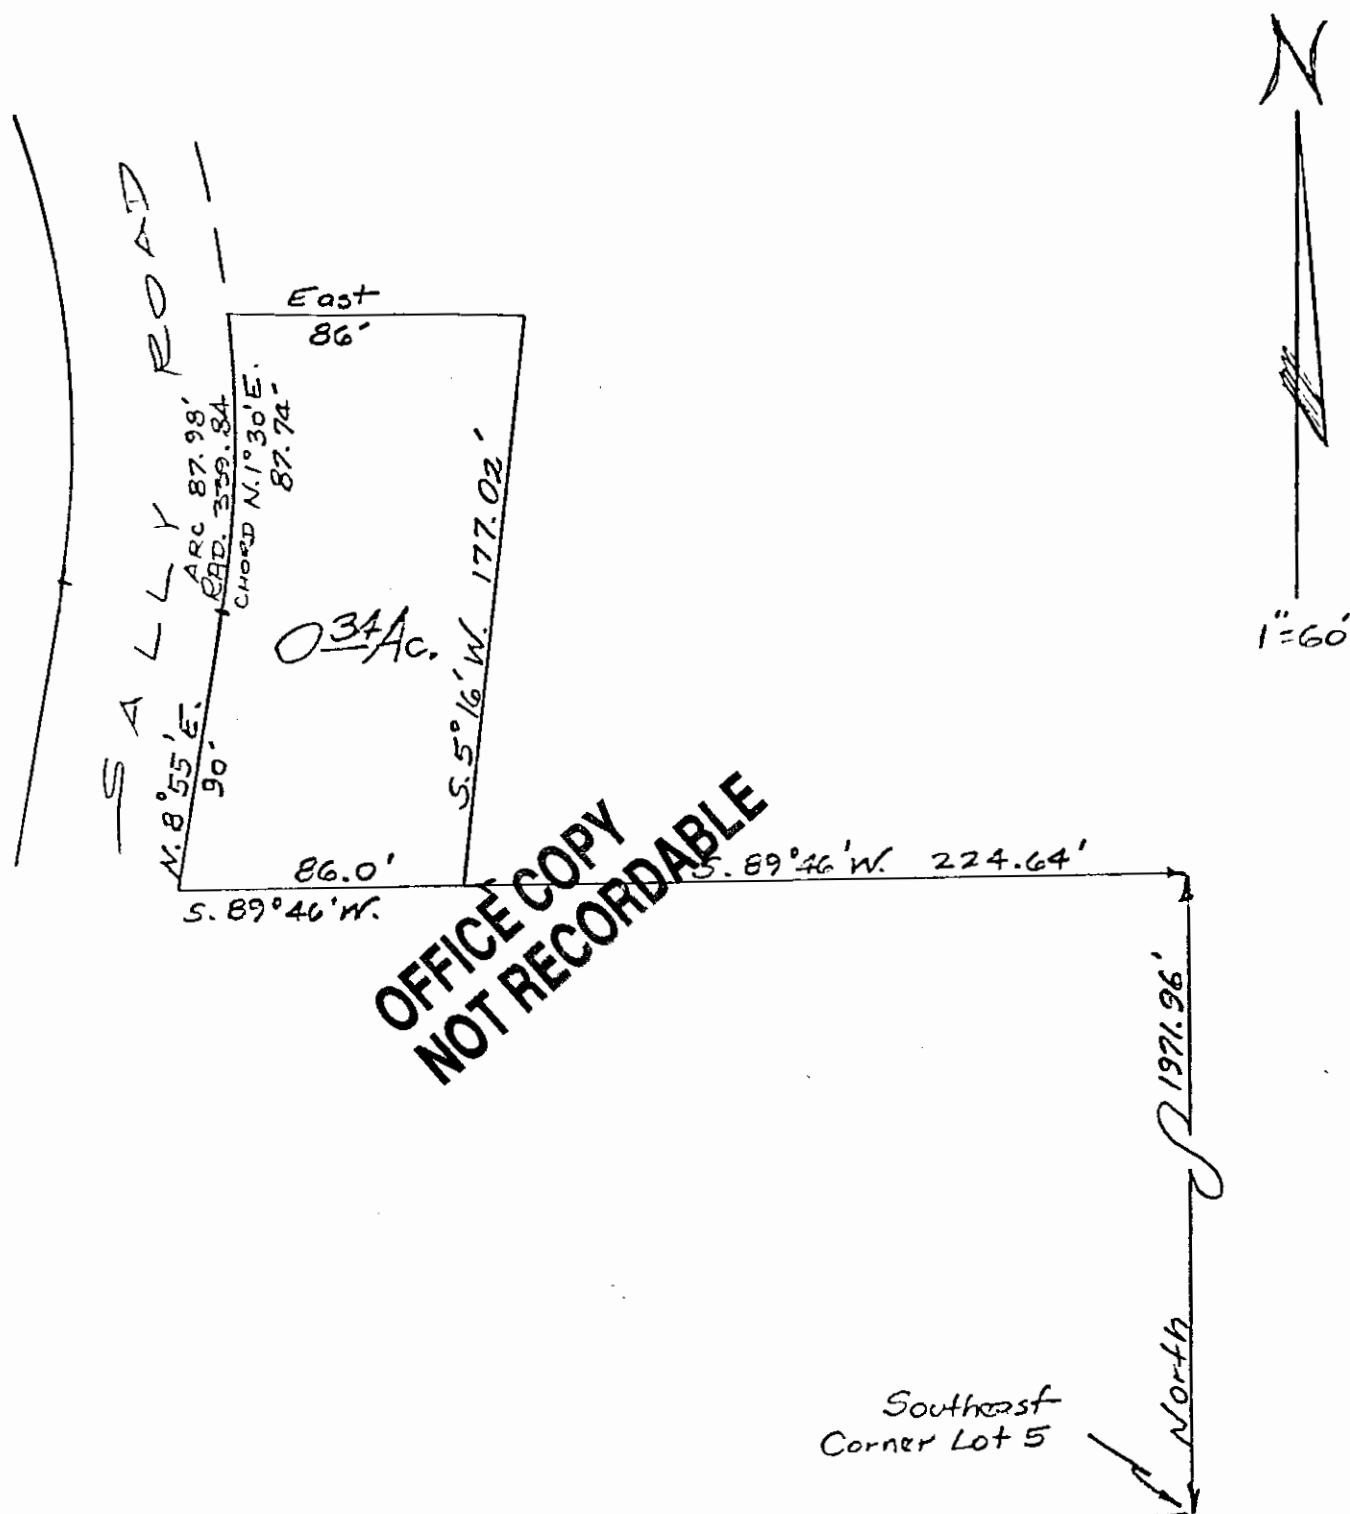 N
1"=60'
SALLY ROAD
East
86'
ARC 87.98'
RAD. 339.84
CHORD N.1°30'E.
87.74'
0.34 Ac.
S.5°16'W. 177.02'
N.8°55'E.
90'
86.0'
S.89°46'W.
S.89°46'W. 224.64'
OFFICE COPY
NOT RECORDABLE
1971.96'
North
Southeast
Corner Lot 5